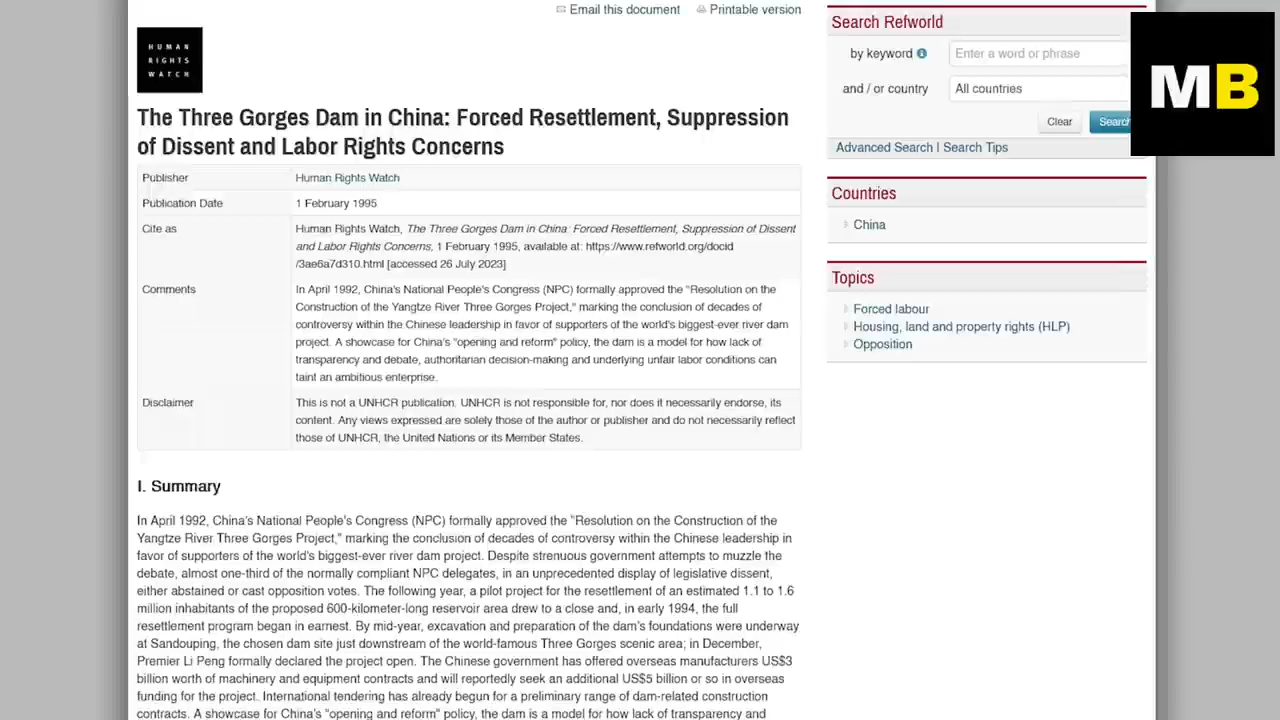 Email this document
Printable version
HUMAN
RIGHTS
WATCH
The Three Gorges Dam in China: Forced Resettlement, Suppression
of Dissent and Labor Rights Concerns
Publisher
Human Rights Watch
Publication Date
1 February 1995
Cite as
Human Rights Watch, The Three Gorges Dam in China: Forced Resettlement, Suppression of Dissent
and Labor Rights Concerns, 1 February 1995, available at: https://www.refworld.org/docid
/3ae6a7d310.html [accessed 26 July 2023]
Comments
In April 1992, China's National People's Congress (NPC) formally approved the "Resolution on the
Construction of the Yangtze River Three Gorges Project," marking the conclusion of decades of
controversy within the Chinese leadership in favor of supporters of the world's biggest-ever river dam
project. A showcase for China's "opening and reform" policy, the dam is a model for how lack of
transparency and debate, authoritarian decision-making and underlying unfair labor conditions can
taint an ambitious enterprise.
Disclaimer
This is not a UNHCR publication. UNHCR is not responsible for, nor does it necessarily endorse, its
content. Any views expressed are solely those of the author or publisher and do not necessarily reflect
those of UNHCR, the United Nations or its Member States.
I. Summary
In April 1992, China's National People's Congress (NPC) formally approved the "Resolution on the Construction of the
Yangtze River Three Gorges Project," marking the conclusion of decades of controversy within the Chinese leadership in
favor of supporters of the world's biggest-ever river dam project. Despite strenuous government attempts to muzzle the
debate, almost one-third of the normally compliant NPC delegates, in an unprecedented display of legislative dissent,
either abstained or cast opposition votes. The following year, a pilot project for the resettlement of an estimated 1.1 to 1.6
million inhabitants of the proposed 600-kilometer-long reservoir area drew to a close and, in early 1994, the full
resettlement program began in earnest. By mid-year, excavation and preparation of the dam's foundations were underway
at Sandouping, the chosen dam site just downstream of the world-famous Three Gorges scenic area; in December,
Premier Li Peng formally declared the project open. The Chinese government has offered overseas manufacturers US$3
billion worth of machinery and equipment contracts and will reportedly seek an additional US$5 billion or so in overseas
funding for the project. International tendering has already begun for a preliminary range of dam-related construction
contracts. A showcase for China's "opening and reform" policy, the dam is a model for how lack of transparency and
Search Refworld
by keyword
Enter a word or phrase
and / or country
All countries
Clear
Search
Advanced Search | Search Tips
Countries
China
Topics
Forced labour
Housing, land and property rights (HLP)
Opposition
MB